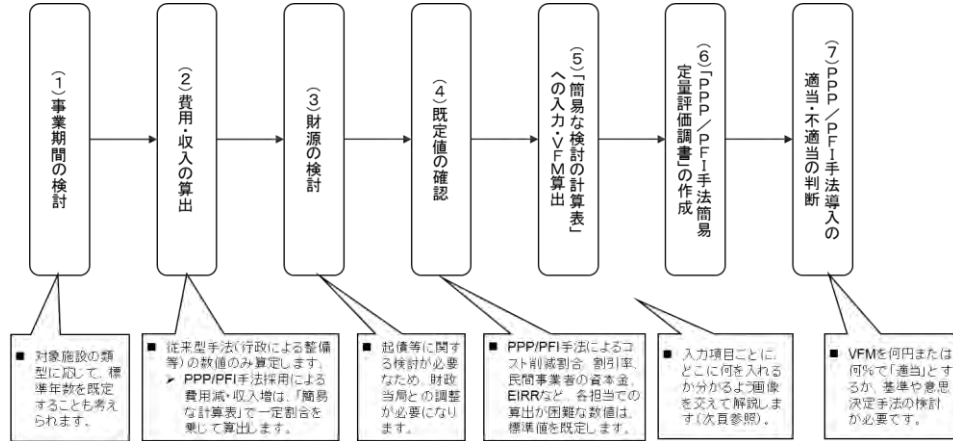 (1)事業期間の検討
(2)費用・収入の算出
(3)財源の検討
(4)既定値の確認
(5)「簡易な検討の計算表」
への入力・VFM算出
(6)「PPP/PFI手法簡易
定量評価調書」の作成
(7)PPP/PFI手法導入の
適当・不適当の判断
■ 対象施設の類
型に応じて、標
準年数を既定
することも考え
られます。
■ 従来型手法(行政による整備
等)の数値のみ算定します。
➢ PPP/PFI手法採用による
費用減・収入増は、「簡易
な計算表」で一定割合を
乗じて算出します。
■ 起債等に関す
る検討が必要
なため、財政
当局との調整
が必要になり
ます。
■ PPP/PFI手法によるコ
スト削減割合、割引率、
民間事業者の資本金、
EIRRなど、各担当での
算出が困難な数値は、
標準値を既定します。
■ 入力項目ごとに、
どこに何を入れる
か分かるよう画像
を交えて解説しま
す(次頁参照)。
■ VFMを何円または
何%で「適当」とす
るか、基準や意思
決定手法の検討
が必要です。